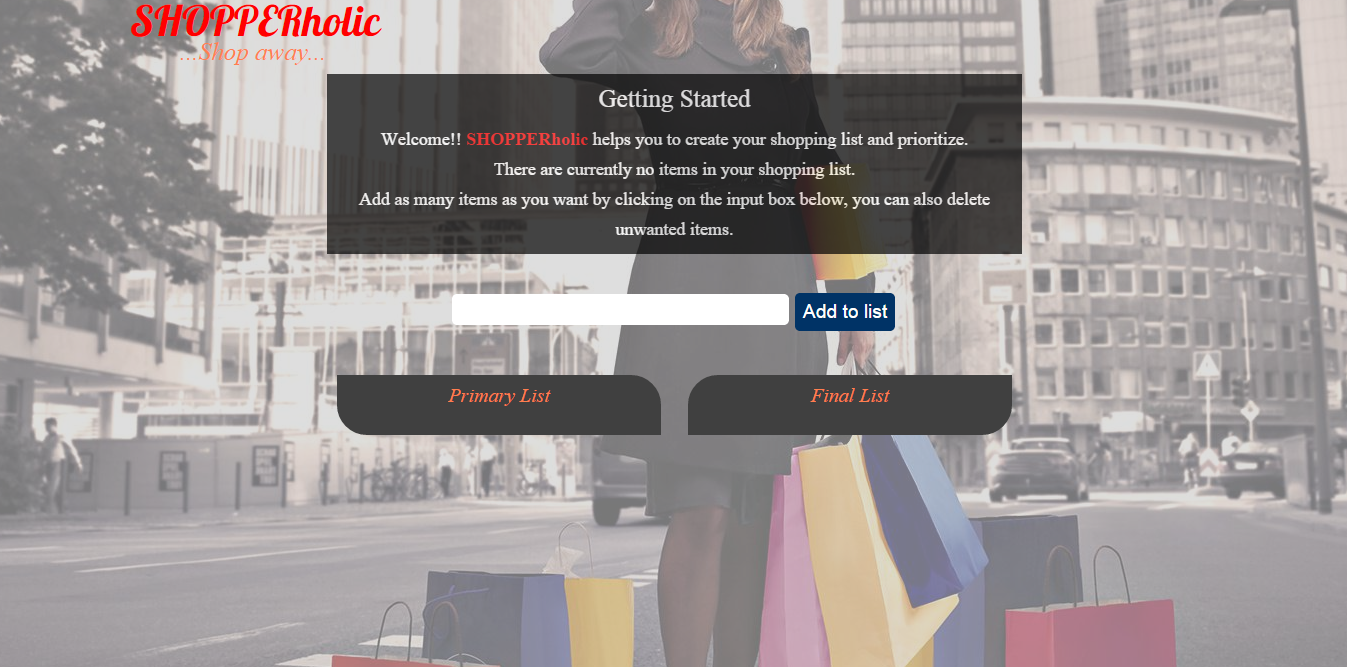 SHOPPERholic
...Shop away...
Getting Started
Welcome!! SHOPPERholic helps you to create your shopping list and prioritize.
There are currently no items in your shopping list.
Add as many items as you want by clicking on the input box below, you can also delete
unwanted items.
Add to list
Primary List
Final List